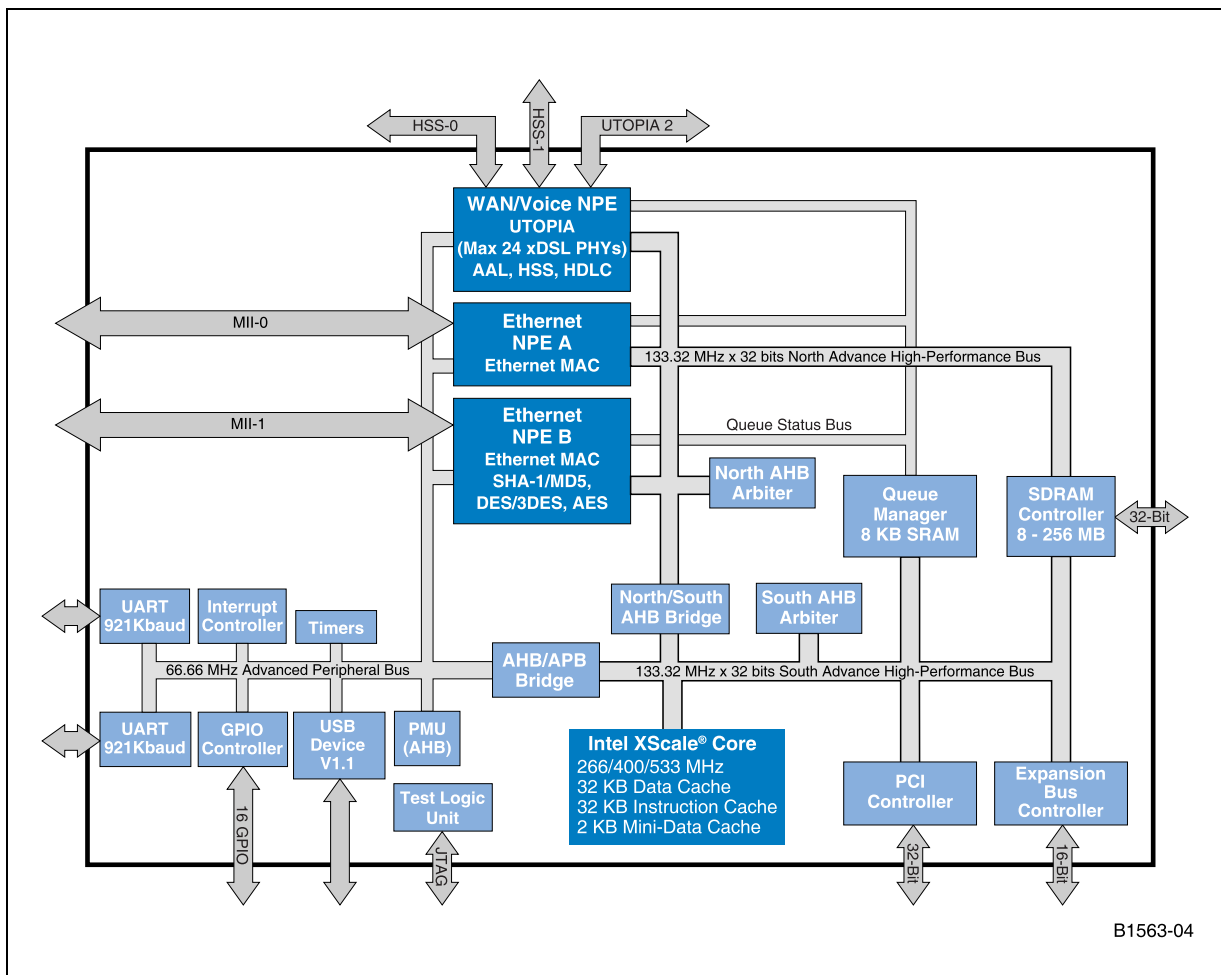 HSS-0
HSS-1
UTOPIA 2
WAN/Voice NPE
UTOPIA
(Max 24 xDSL PHYs)
AAL, HSS, HDLC
MII-0
Ethernet
NPE A
Ethernet MAC
133.32 MHz x 32 bits North Advance High-Performance Bus
MII-1
Ethernet
NPE B
Ethernet MAC
SHA-1/MD5,
DES/3DES, AES
Queue Status Bus
North AHB
Arbiter
Queue
Manager
8 KB SRAM
SDRAM
Controller
8 - 256 MB
32-Bit
UART
921Kbaud
Interrupt
Controller
Timers
North/South
AHB Bridge
South AHB
Arbiter
66.66 MHz Advanced Peripheral Bus
AHB/APB
Bridge
133.32 MHz x 32 bits South Advance High-Performance Bus
UART
921Kbaud
GPIO
Controller
USB
Device
V1.1
PMU
(AHB)
Intel XScale® Core
266/400/533 MHz
32 KB Data Cache
32 KB Instruction Cache
2 KB Mini-Data Cache
Test Logic
Unit
PCI
Controller
Expansion
Bus
Controller
16 GPIO
JTAG
32-Bit
16-Bit
B1563-04